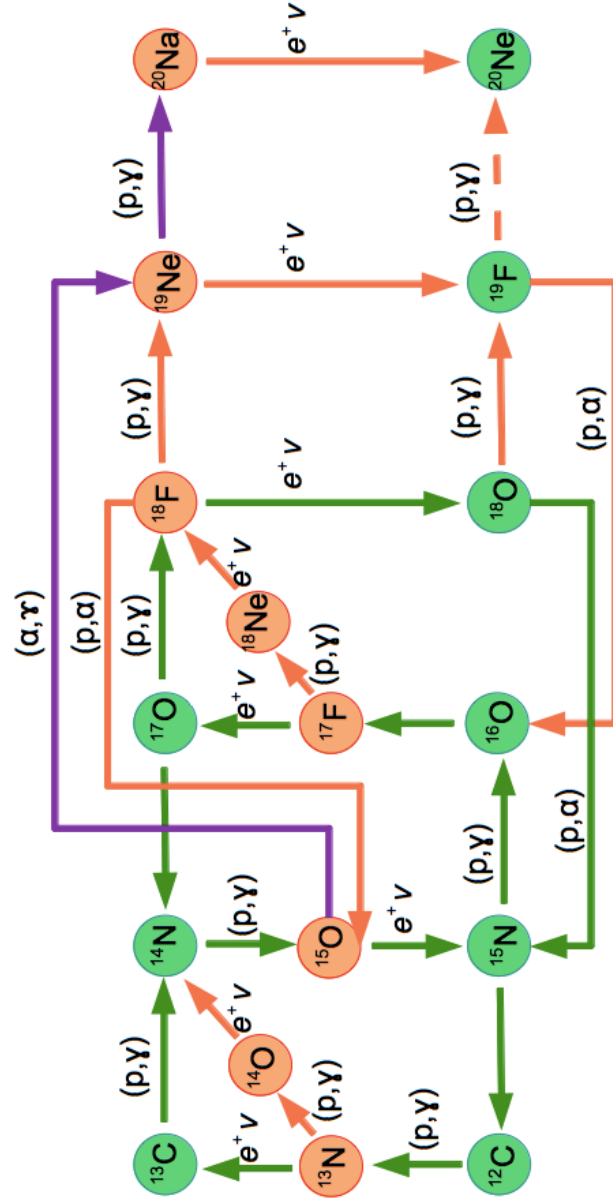 (α,ɤ)
(p,α)
(p,γ) (p,γ) (p,γ) (p,γ)
¹³C ¹⁴N ¹⁷O ¹⁸F ¹⁹Ne ²⁰Na
e⁺ν e⁺ν (p,γ) e⁺ν e⁺ν
e⁺ν e⁺ν e⁺ν
¹⁴O ¹⁸Ne
(p,γ) (p,γ)
¹³N ¹⁵O ¹⁷F
(p,γ) e⁺ν
(p,γ) (p,γ) (p,γ)
¹²C ¹⁵N ¹⁶O ¹⁸O ¹⁹F ²⁰Ne
(p,α) (p,α)